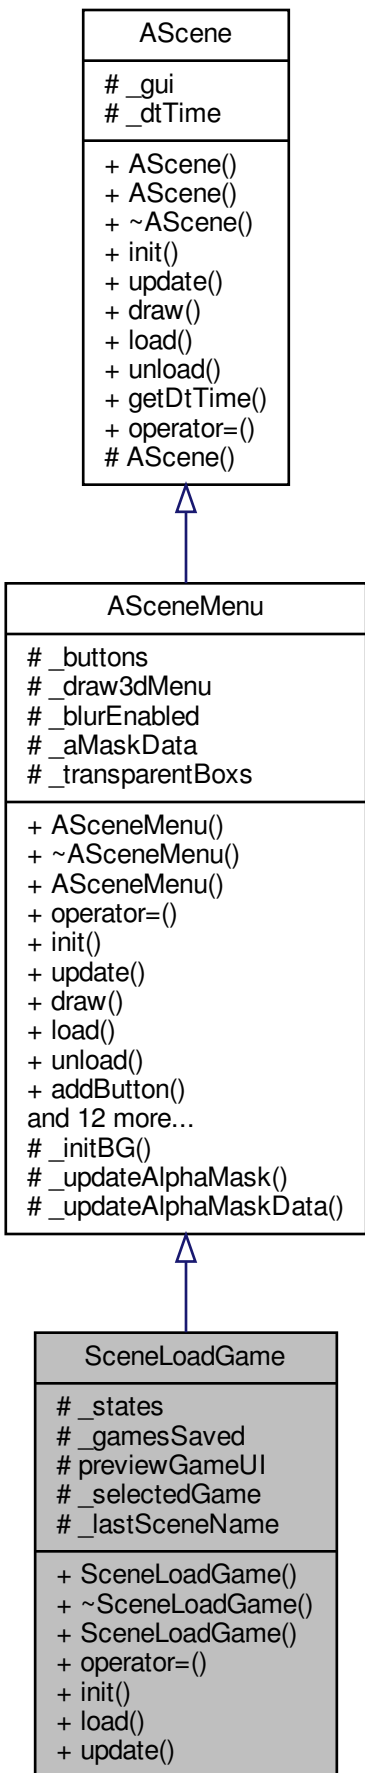 AScene
# _gui
# _dtTime
+ AScene()
+ AScene()
+ ~AScene()
+ init()
+ update()
+ draw()
+ load()
+ unload()
+ getDtTime()
+ operator=()
# AScene()
ASceneMenu
# _buttons
# _draw3dMenu
# _blurEnabled
# _aMaskData
# _transparentBoxs
+ ASceneMenu()
+ ~ASceneMenu()
+ ASceneMenu()
+ operator=()
+ init()
+ update()
+ draw()
+ load()
+ unload()
+ addButton()
and 12 more...
# _initBG()
# _updateAlphaMask()
# _updateAlphaMaskData()
SceneLoadGame
# _states
# _gamesSaved
# previewGameUI
# _selectedGame
# _lastSceneName
+ SceneLoadGame()
+ ~SceneLoadGame()
+ SceneLoadGame()
+ operator=()
+ init()
+ load()
+ update()